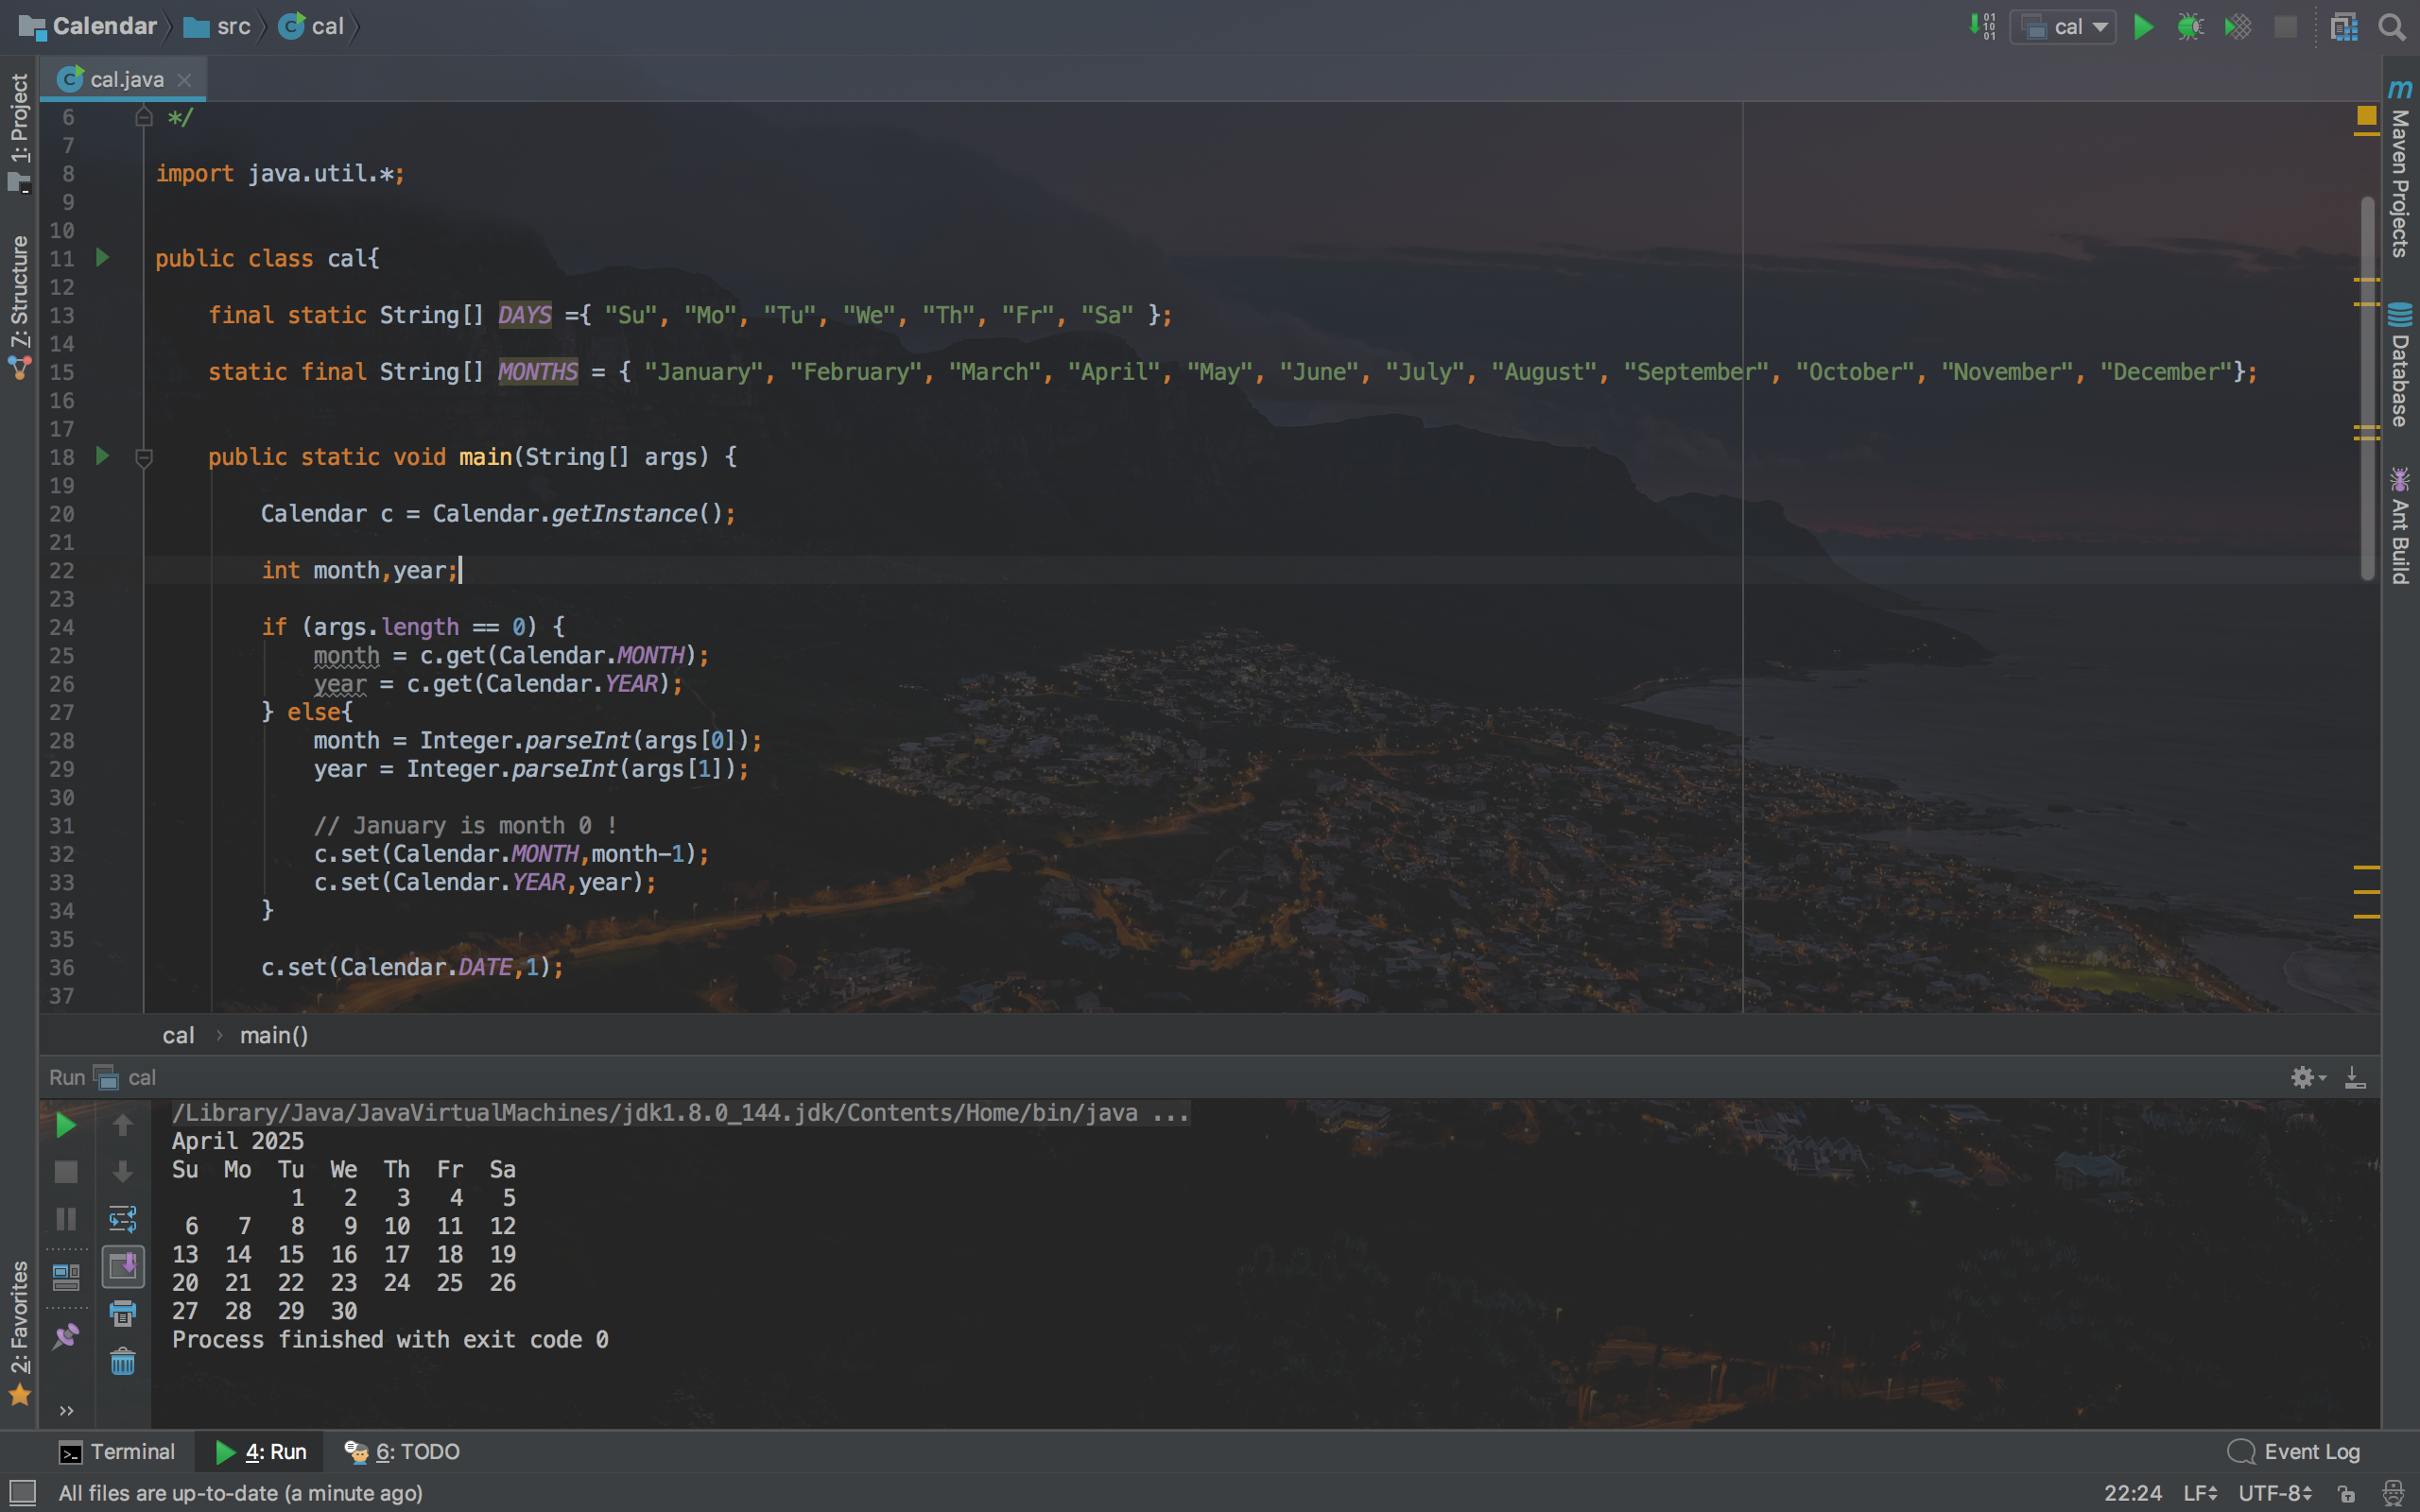 Calendar src cal
cal
cal.java
1: Project
Z: Structure
2: Favorites
6 */
7
8 import java.util.*;
9
10
11 public class cal{
12
13 final static String[] DAYS ={ "Su", "Mo", "Tu", "We", "Th", "Fr", "Sa" };
14
15 static final String[] MONTHS = { "January", "February", "March", "April", "May", "June", "July", "August", "September", "October", "November", "December"};
16
17
18 public static void main(String[] args) {
19
20 Calendar c = Calendar.getInstance();
21
22 int month,year;
23
24 if (args.length == 0) {
25 month = c.get(Calendar.MONTH);
26 year = c.get(Calendar.YEAR);
27 } else{
28 month = Integer.parseInt(args[0]);
29 year = Integer.parseInt(args[1]);
30
31 // January is month 0 !
32 c.set(Calendar.MONTH,month-1);
33 c.set(Calendar.YEAR,year);
34 }
35
36 c.set(Calendar.DATE,1);
37
m Maven Projects
Database
Ant Build
cal › main()
Run cal
/Library/Java/JavaVirtualMachines/jdk1.8.0_144.jdk/Contents/Home/bin/java ...
April 2025
Su Mo Tu We Th Fr Sa
1 2 3 4 5
6 7 8 9 10 11 12
13 14 15 16 17 18 19
20 21 22 23 24 25 26
27 28 29 30
Process finished with exit code 0
Terminal 4: Run 6: TODO Event Log
All files are up-to-date (a minute ago) 22:24 LF UTF-8